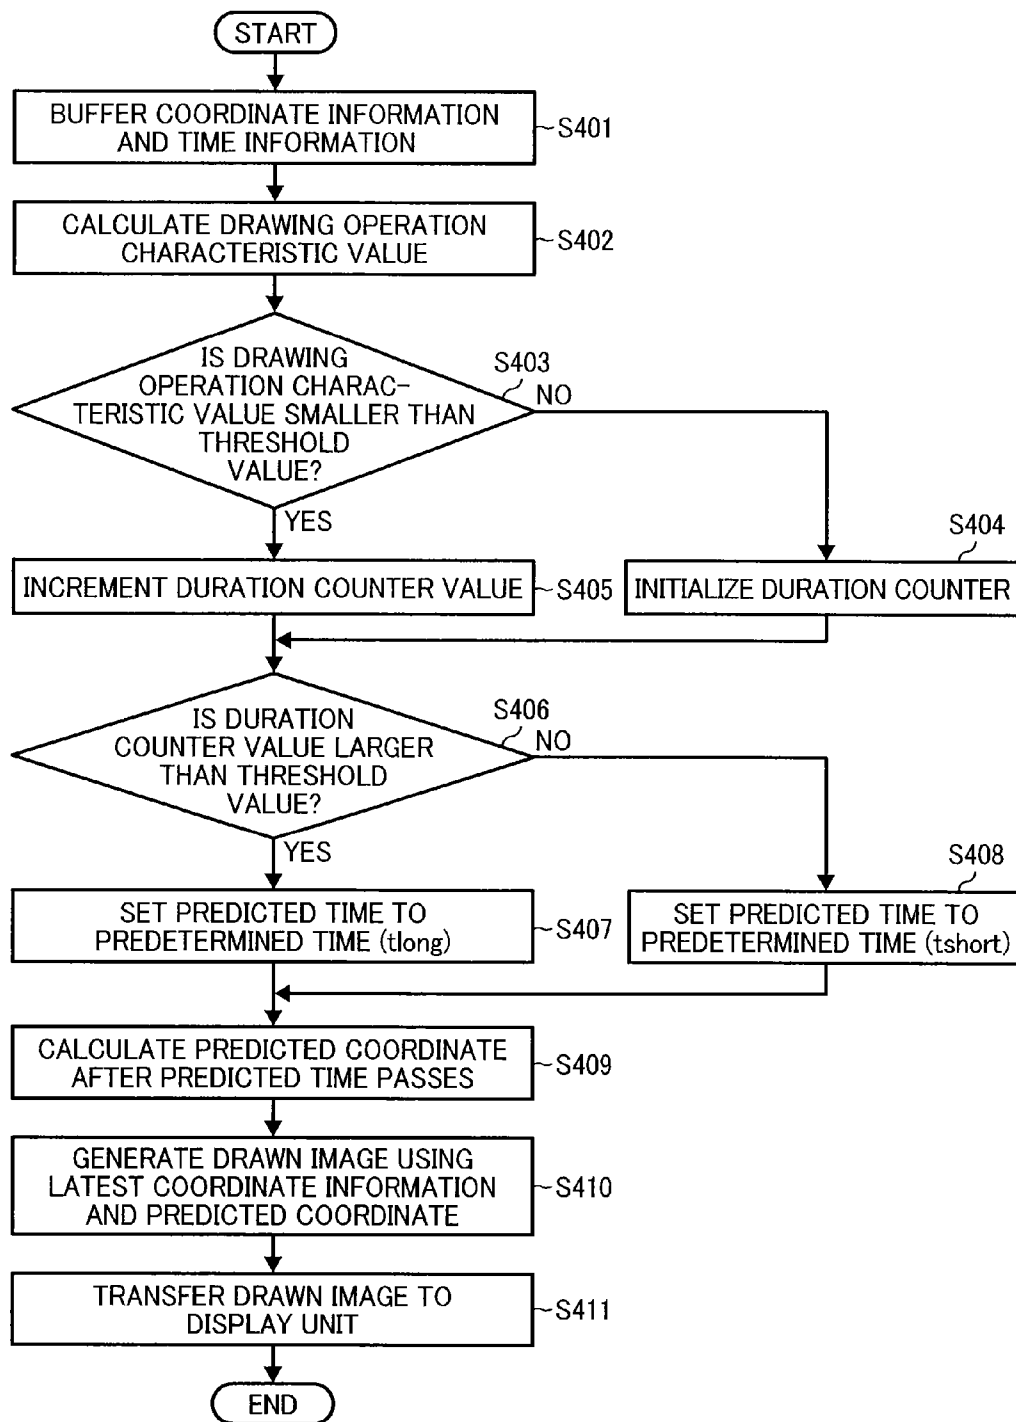 START
BUFFER COORDINATE INFORMATION
AND TIME INFORMATION
S401
CALCULATE DRAWING OPERATION
CHARACTERISTIC VALUE
S402
IS DRAWING
OPERATION CHARAC-
TERISTIC VALUE SMALLER THAN
THRESHOLD
VALUE?
S403
NO
YES
S404
INCREMENT DURATION COUNTER VALUE
S405
INITIALIZE DURATION COUNTER
IS DURATION
COUNTER VALUE LARGER
THAN THRESHOLD
VALUE?
S406
NO
YES
S408
SET PREDICTED TIME TO
PREDETERMINED TIME (tlong)
S407
SET PREDICTED TIME TO
PREDETERMINED TIME (tshort)
CALCULATE PREDICTED COORDINATE
AFTER PREDICTED TIME PASSES
S409
GENERATE DRAWN IMAGE USING
LATEST COORDINATE INFORMATION
AND PREDICTED COORDINATE
S410
TRANSFER DRAWN IMAGE TO
DISPLAY UNIT
S411
END